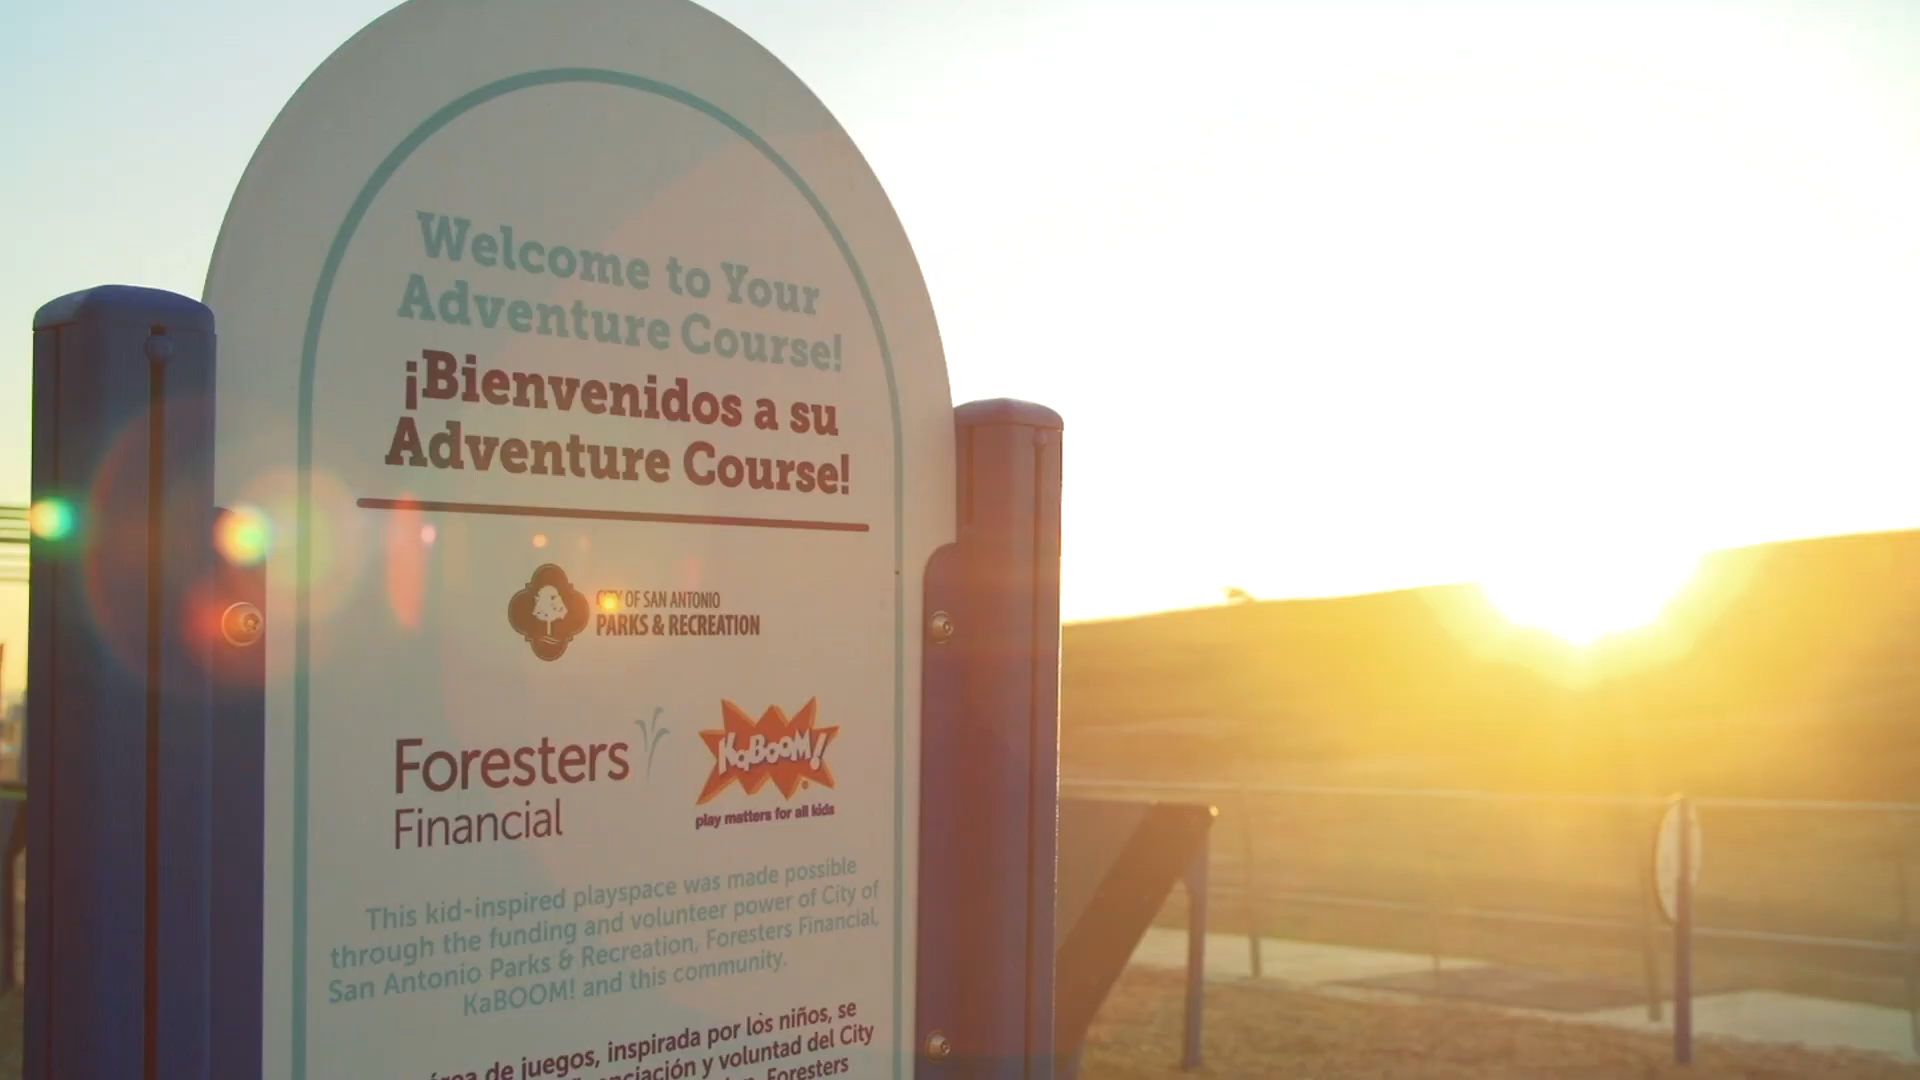 Welcome to Your
Adventure Course!
¡Bienvenidos a su
Adventure Course!
CITY OF SAN ANTONIO
PARKS & RECREATION
Foresters
Financial
KaBOOM!
play matters for all kids
This kid-inspired playspace was made possible
through the funding and volunteer power of City of
San Antonio Parks & Recreation, Foresters Financial,
KaBOOM! and this community.
de juegos, inspirada por los niños, se
y voluntad del City
Foresters